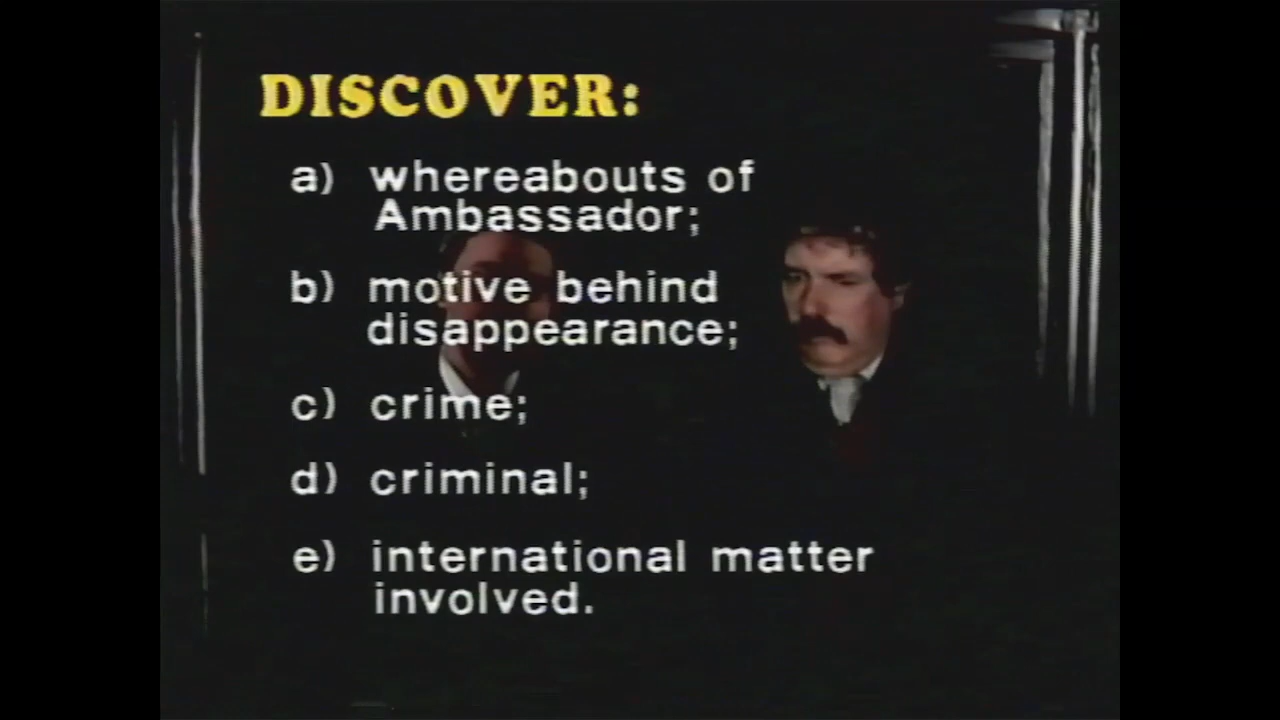 DISCOVER:
a) whereabouts of
Ambassador;
b) motive behind
disappearance;
c) crime;
d) criminal;
e) international matter
involved.